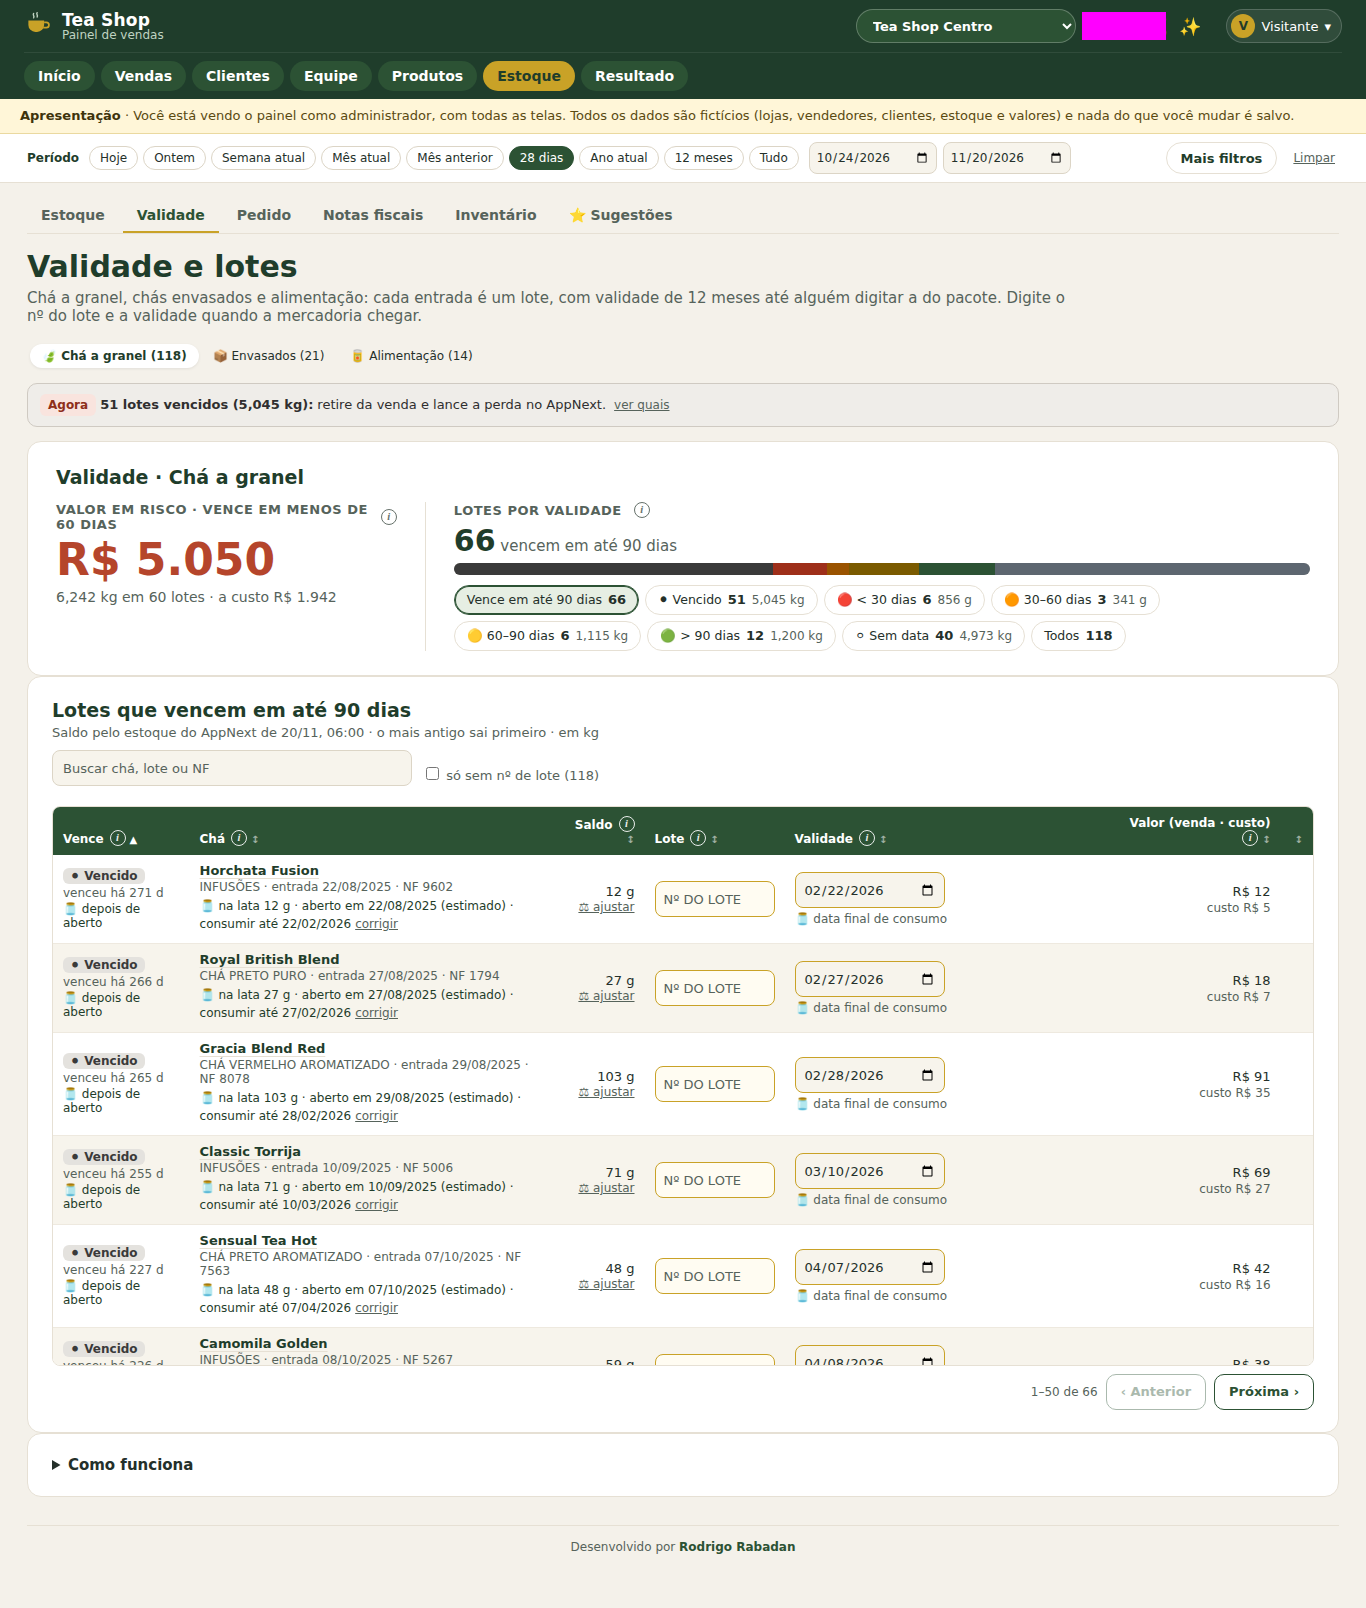 Tea Shop
Painel de vendas
Tea Shop Centro
V Visitante ▾
Início Vendas Clientes Equipe Produtos Estoque Resultado
Apresentação · Você está vendo o painel como administrador, com todas as telas. Todos os dados são fictícios (lojas, vendedores, clientes, estoque e valores) e nada do que você mudar é salvo.
Período Hoje Ontem Semana atual Mês atual Mês anterior 28 dias Ano atual 12 meses Tudo 10/24/2026 11/20/2026 Mais filtros Limpar
Estoque Validade Pedido Notas fiscais Inventário ⭐ Sugestões
Validade e lotes
Chá a granel, chás envasados e alimentação: cada entrada é um lote, com validade de 12 meses até alguém digitar a do pacote. Digite o
nº do lote e a validade quando a mercadoria chegar.
Chá a granel (118) Envasados (21) Alimentação (14)
Agora 51 lotes vencidos (5,045 kg): retire da venda e lance a perda no AppNext. ver quais
Validade · Chá a granel
VALOR EM RISCO · VENCE EM MENOS DE
60 DIAS
R$ 5.050
6,242 kg em 60 lotes · a custo R$ 1.942
LOTES POR VALIDADE
66 vencem em até 90 dias
Vence em até 90 dias 66 Vencido 51 5,045 kg < 30 dias 6 856 g 30–60 dias 3 341 g
60–90 dias 6 1,115 kg > 90 dias 12 1,200 kg Sem data 40 4,973 kg Todos 118
Lotes que vencem em até 90 dias
Saldo pelo estoque do AppNext de 20/11, 06:00 · o mais antigo sai primeiro · em kg
Buscar chá, lote ou NF
só sem nº de lote (118)
Vence i ▲ Chá i ↕ Saldo i ↕ Lote i ↕ Validade i ↕ Valor (venda · custo) i ↕ ↕
Vencido
venceu há 271 d
depois de
aberto
Horchata Fusion
INFUSÕES · entrada 22/08/2025 · NF 9602
na lata 12 g · aberto em 22/08/2025 (estimado) ·
consumir até 22/02/2026 corrigir
12 g
ajustar
Nº DO LOTE
02/22/2026
data final de consumo
R$ 12
custo R$ 5
Vencido
venceu há 266 d
depois de
aberto
Royal British Blend
CHÁ PRETO PURO · entrada 27/08/2025 · NF 1794
na lata 27 g · aberto em 27/08/2025 (estimado) ·
consumir até 27/02/2026 corrigir
27 g
ajustar
Nº DO LOTE
02/27/2026
data final de consumo
R$ 18
custo R$ 7
Vencido
venceu há 265 d
depois de
aberto
Gracia Blend Red
CHÁ VERMELHO AROMATIZADO · entrada 29/08/2025 ·
NF 8078
na lata 103 g · aberto em 29/08/2025 (estimado) ·
consumir até 28/02/2026 corrigir
103 g
ajustar
Nº DO LOTE
02/28/2026
data final de consumo
R$ 91
custo R$ 35
Vencido
venceu há 255 d
depois de
aberto
Classic Torrija
INFUSÕES · entrada 10/09/2025 · NF 5006
na lata 71 g · aberto em 10/09/2025 (estimado) ·
consumir até 10/03/2026 corrigir
71 g
ajustar
Nº DO LOTE
03/10/2026
data final de consumo
R$ 69
custo R$ 27
Vencido
venceu há 227 d
depois de
aberto
Sensual Tea Hot
CHÁ PRETO AROMATIZADO · entrada 07/10/2025 · NF
7563
na lata 48 g · aberto em 07/10/2025 (estimado) ·
consumir até 07/04/2026 corrigir
48 g
ajustar
Nº DO LOTE
04/07/2026
data final de consumo
R$ 42
custo R$ 16
Vencido
venceu há 226 d
Camomila Golden
INFUSÕES · entrada 08/10/2025 · NF 5267
59 g
04/08/2026
R$ 38
1–50 de 66 ‹ Anterior Próxima ›
▶ Como funciona
Desenvolvido por Rodrigo Rabadan